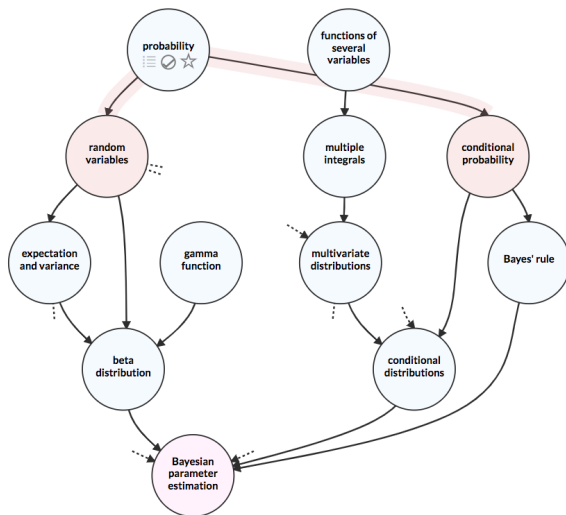 probability
functions of
several
variables
random
variables
multiple
integrals
conditional
probability
expectation
and variance
gamma
function
multivariate
distributions
Bayes' rule
beta
distribution
conditional
distributions
Bayesian
parameter
estimation